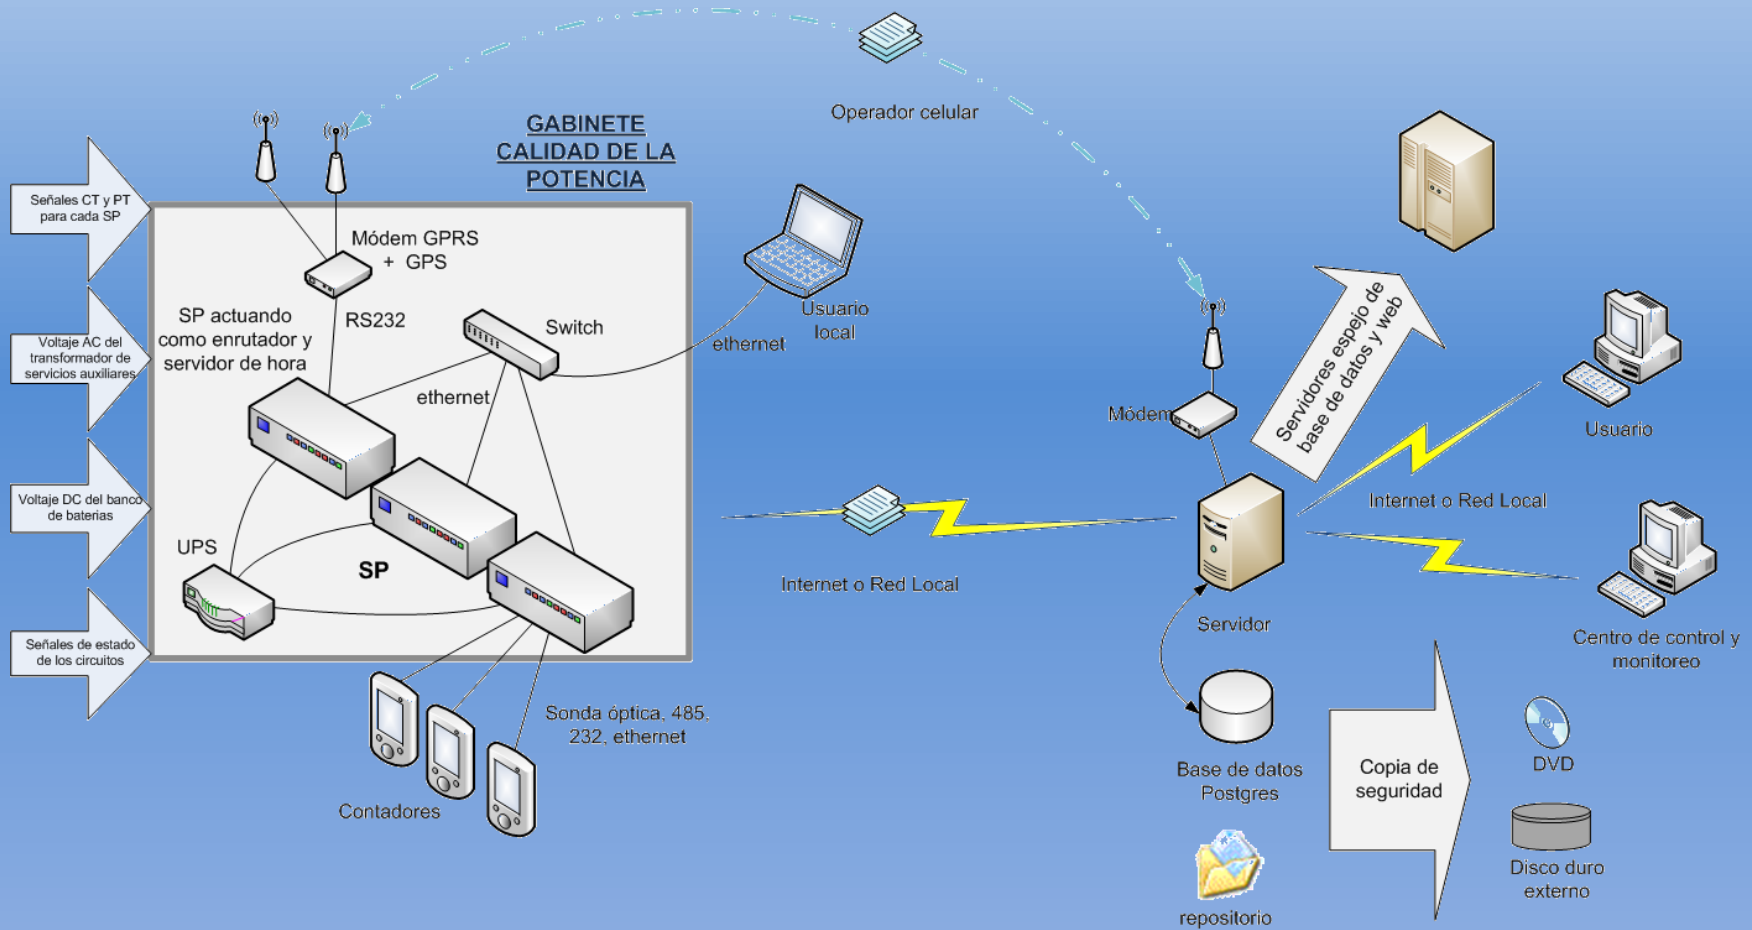 Operador celular
GABINETE
CALIDAD DE LA
POTENCIA
Señales CT y PT
para cada SP
Módem GPRS
+ GPS
RS232
SP actuando
como enrutador y
servidor de hora
Switch
Usuario
local
ethernet
ethernet
Voltaje AC del
transformador de
servicios auxiliares
Voltaje DC del banco
de baterias
UPS
SP
Señales de estado
de los circuitos
Sonda óptica, 485,
232, ethernet
Contadores
Internet o Red Local
Módem
Servidores espejo de
base de datos y web
Usuario
Internet o Red Local
Servidor
Centro de control y
monitoreo
Base de datos
Postgres
repositorio
Copia de
seguridad
DVD
Disco duro
externo